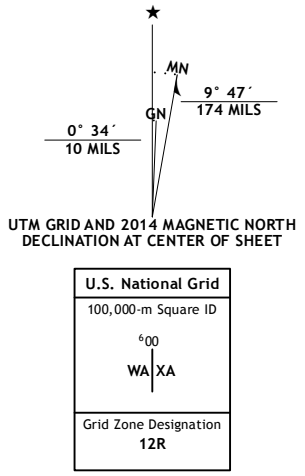 ★
MN
9° 47´
174 MILS
GN
0° 34´
10 MILS
UTM GRID AND 2014 MAGNETIC NORTH
DECLINATION AT CENTER OF SHEET
U.S. National Grid
100,000-m Square ID
⁶00
WA XA
Grid Zone Designation
12R